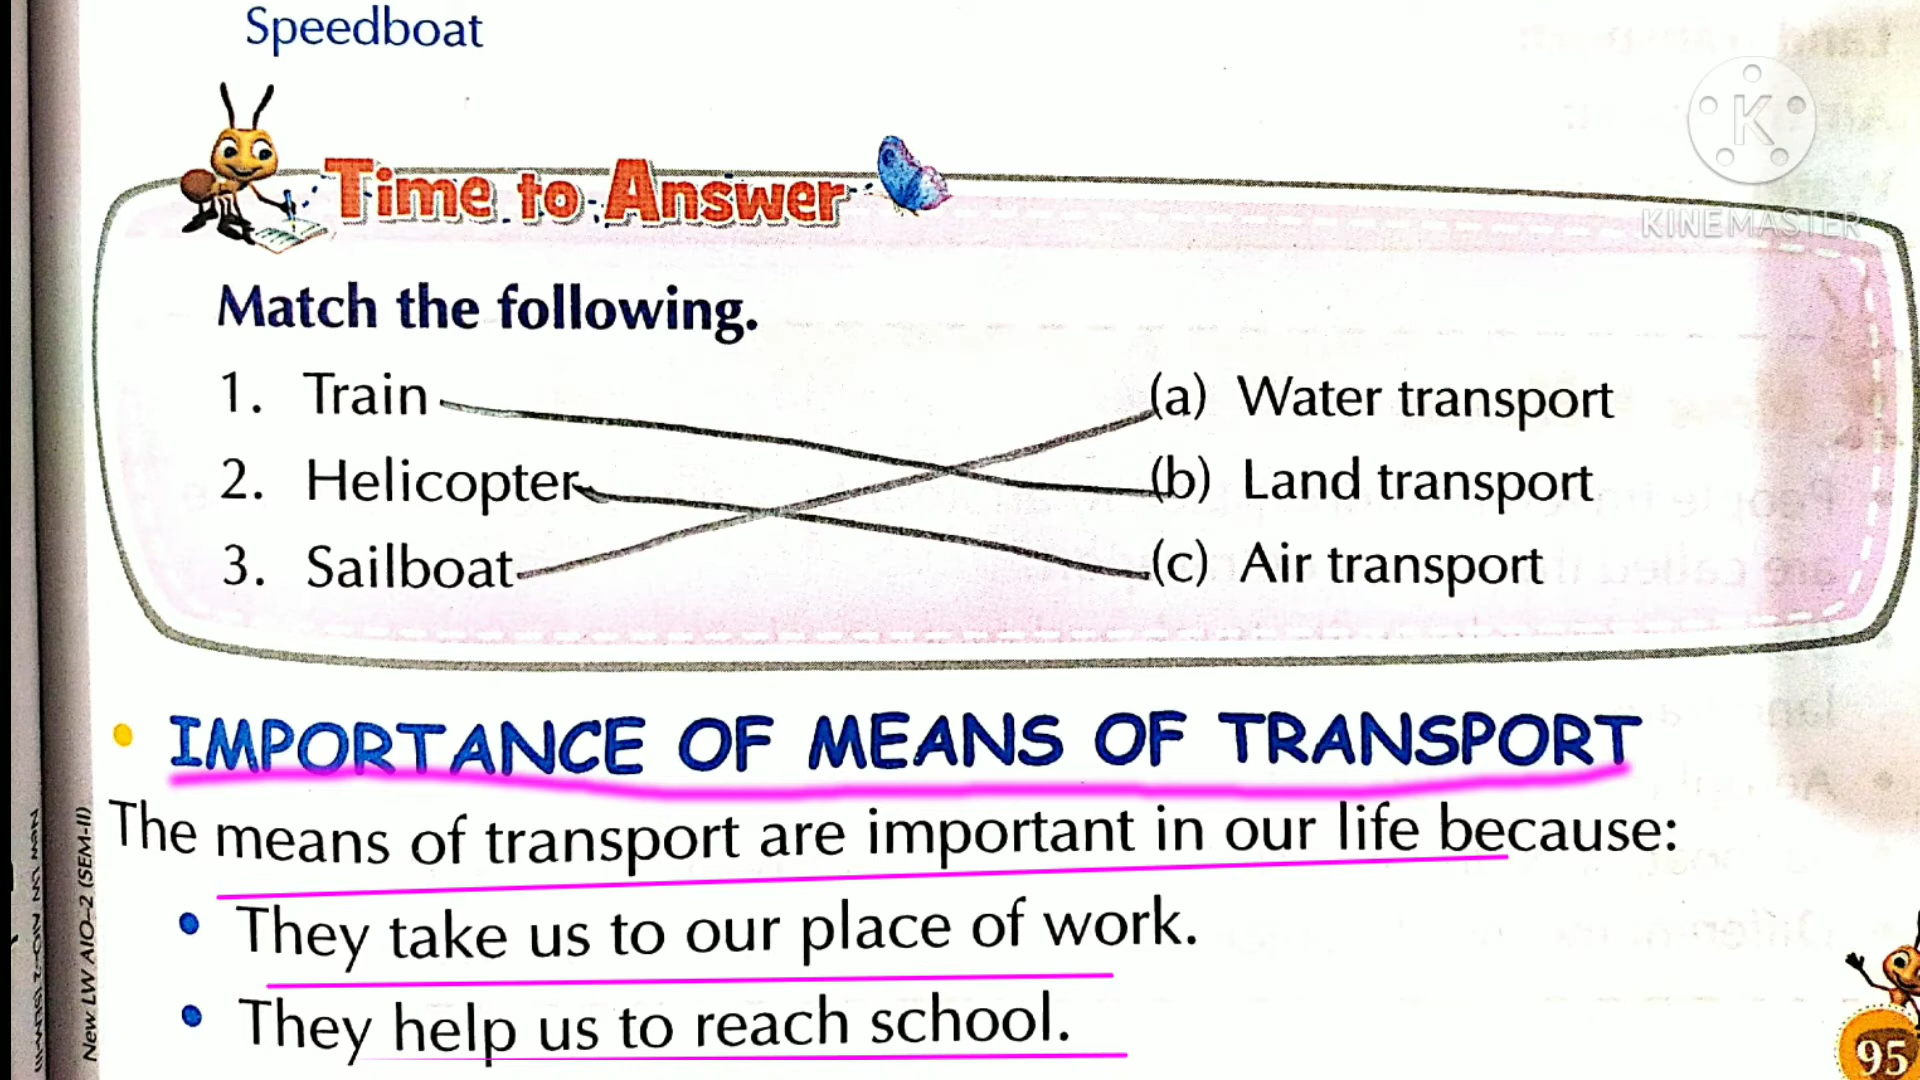 Speedboat
K
KINEMASTER
Time to Answer
Match the following.
1. Train (a) Water transport
2. Helicopter (b) Land transport
3. Sailboat (c) Air transport
• IMPORTANCE OF MEANS OF TRANSPORT
The means of transport are important in our life because:
• They take us to our place of work.
• They help us to reach school.
New LW AIO-2 (SEM-II)
95